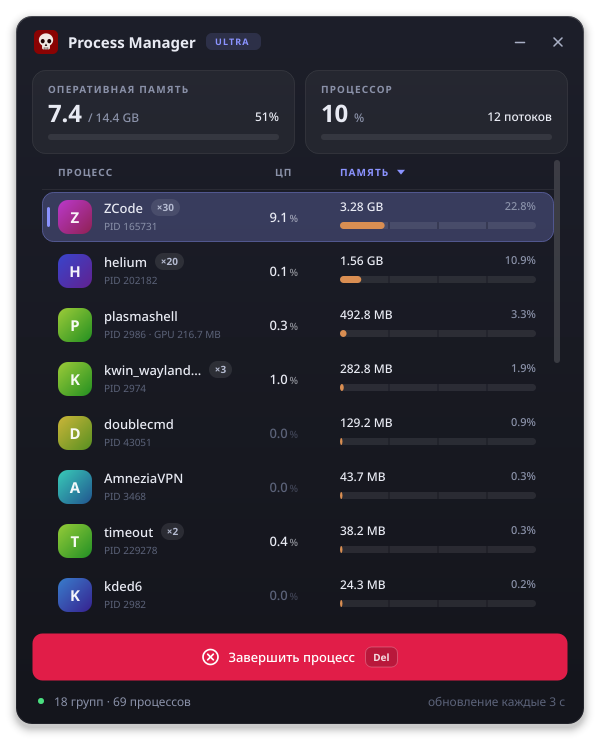 Process Manager ULTRA
ОПЕРАТИВНАЯ ПАМЯТЬ
7.4 / 14.4 GB 51%
ПРОЦЕССОР
10 % 12 потоков
ПРОЦЕСС ЦП ПАМЯТЬ
Z ZCode ×30 9.1 % 3.28 GB 22.8%
PID 165731
H helium ×20 0.1 % 1.56 GB 10.9%
PID 202182
P plasmashell 0.3 % 492.8 MB 3.3%
PID 2986 · GPU 216.7 MB
K kwin_wayland... ×3 1.0 % 282.8 MB 1.9%
PID 2974
D doublecmd 0.0 % 129.2 MB 0.9%
PID 43051
A AmneziaVPN 0.0 % 43.7 MB 0.3%
PID 3468
T timeout ×2 0.4 % 38.2 MB 0.3%
PID 229278
K kded6 0.0 % 24.3 MB 0.2%
PID 2982
Завершить процесс Del
18 групп · 69 процессов обновление каждые 3 с